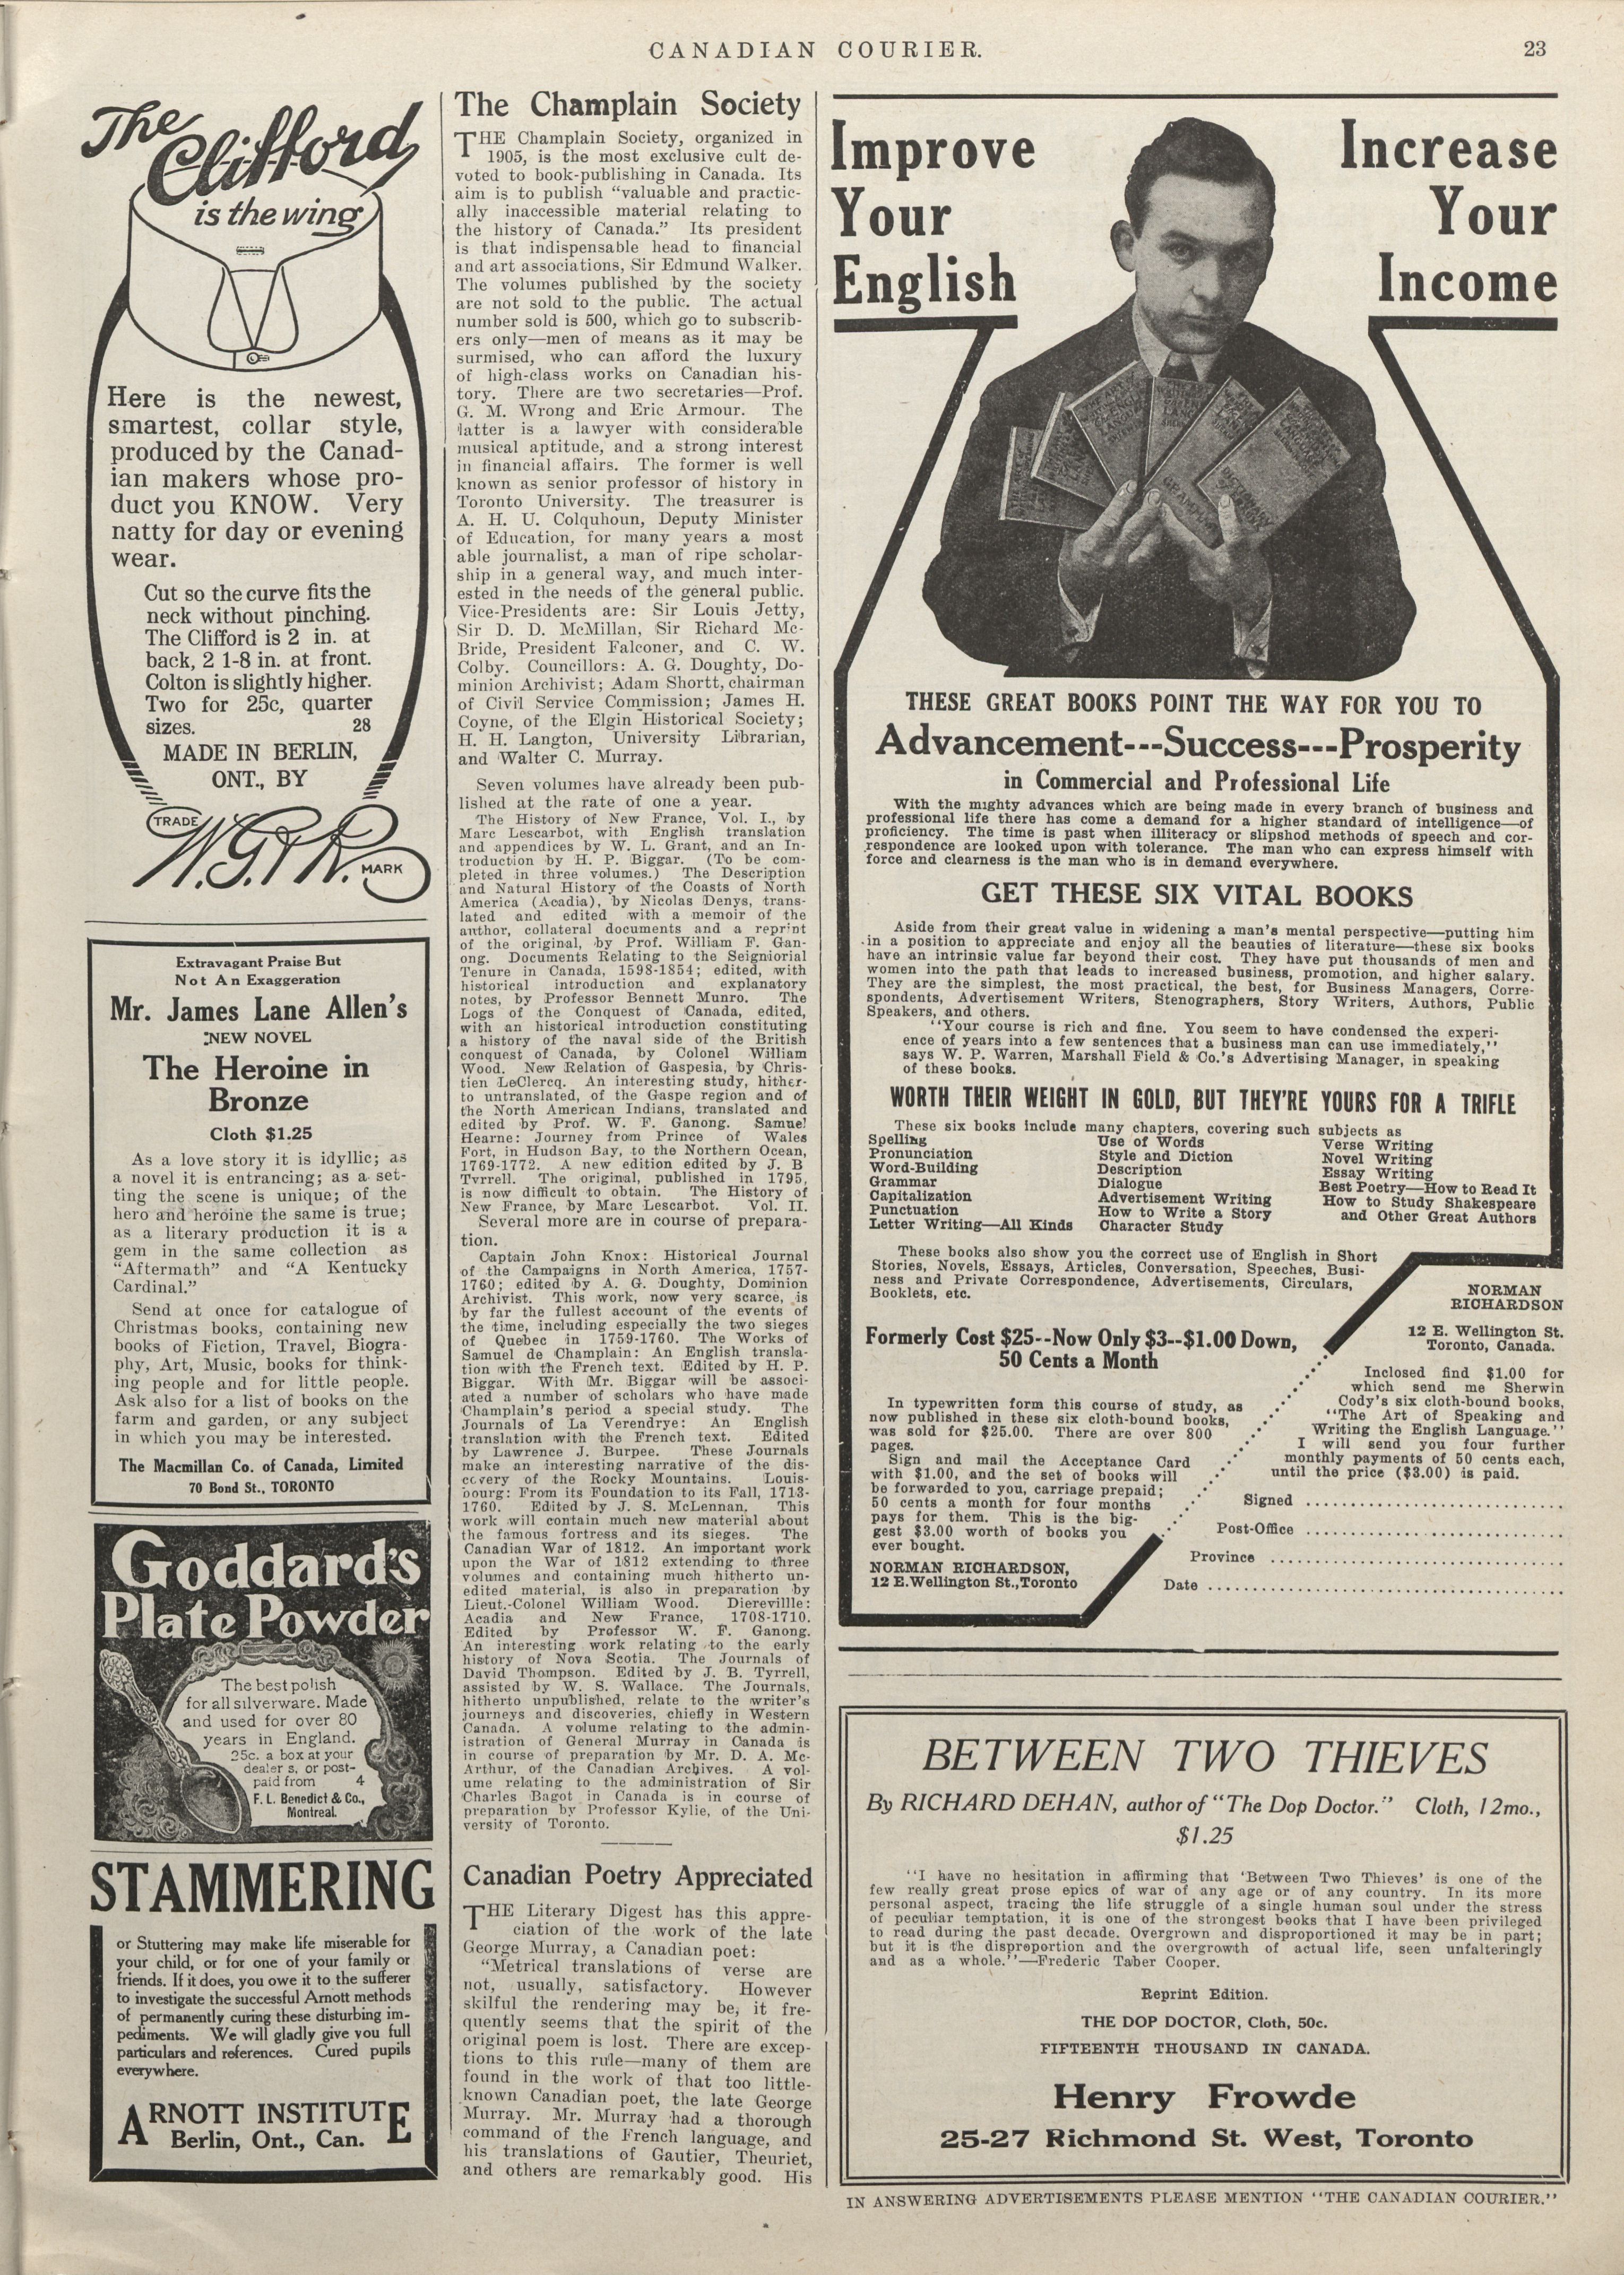 CANADIAN COURIER.
23
The
Clifford
is the wing
Here is the newest,
smartest, collar style,
produced by the Canad-
ian makers whose pro-
duct you KNOW. Very
natty for day or evening
wear.
Cut so the curve fits the
neck without pinching.
The Clifford is 2 in. at
back, 2 1-8 in. at front.
Colton is slightly higher.
Two for 25c, quarter
sizes. 28
MADE IN BERLIN,
ONT., BY
TRADE
W.G.&R.
MARK
Extravagant Praise But
Not An Exaggeration
Mr. James Lane Allen's
NEW NOVEL
The Heroine in
Bronze
Cloth $1.25
As a love story it is idyllic; as
a novel it is entrancing; as a set-
ting the scene is unique; of the
hero and heroine the same is true;
as a literary production it is a
gem in the same collection as
"Aftermath" and "A Kentucky
Cardinal."
Send at once for catalogue of
Christmas books, containing new
books of Fiction, Travel, Biogra-
phy, Art, Music, books for think-
ing people and for little people.
Ask also for a list of books on the
farm and garden, or any subject
in which you may be interested.
The Macmillan Co. of Canada, Limited
70 Bond St., TORONTO
Goddard's
Plate Powder
The best polish
for all silverware. Made
and used for over 80
years in England.
25c. a box at your
dealer s, or post-
paid from 4
F. L. Benedict & Co.,
Montreal.
STAMMERING
or Stuttering may make life miserable for
your child, or for one of your family or
friends. If it does, you owe it to the sufferer
to investigate the successful Arnott methods
of permanently curing these disturbing im-
pediments. We will gladly give you full
particulars and references. Cured pupils
everywhere.
ARNOTT INSTITUTE
Berlin, Ont., Can.
The Champlain Society
THE Champlain Society, organized in
1905, is the most exclusive cult de-
voted to book-publishing in Canada. Its
aim is to publish "valuable and practic-
ally inaccessible material relating to
the history of Canada." Its president
is that indispensable head to financial
and art associations, Sir Edmund Walker.
The volumes published by the society
are not sold to the public. The actual
number sold is 500, which go to subscrib-
ers only—men of means as it may be
surmised, who can afford the luxury
of high-class works on Canadian his-
tory. There are two secretaries—Prof.
G. M. Wrong and Eric Armour. The
latter is a lawyer with considerable
musical aptitude, and a strong interest
in financial affairs. The former is well
known as senior professor of history in
Toronto University. The treasurer is
A. H. U. Colquhoun, Deputy Minister
of Education, for many years a most
able journalist, a man of ripe scholar-
ship in a general way, and much inter-
ested in the needs of the general public.
Vice-Presidents are: Sir Louis Jetty,
Sir D. D. McMillan, Sir Richard Mc-
Bride, President Falconer, and C. W.
Colby. Councillors: A. G. Doughty, Do-
minion Archivist; Adam Shortt, chairman
of Civil Service Commission; James H.
Coyne, of the Elgin Historical Society;
H. H. Langton, University Librarian,
and Walter C. Murray.
Seven volumes have already been pub-
lished at the rate of one a year.
The History of New France, Vol. I., by
Marc Lescarbot, with English translation
and appendices by W. L. Grant, and an In-
troduction by H. P. Biggar. (To be com-
pleted in three volumes.) The Description
and Natural History of the Coasts of North
America (Acadia), by Nicolas Denys, trans-
lated and edited with a memoir of the
author, collateral documents and a reprint
of the original, by Prof. William F. Gan-
ong. Documents Relating to the Seigniorial
Tenure in Canada, 1598-1854; edited, with
historical introduction and explanatory
notes, by Professor Bennett Munro. The
Logs of the Conquest of Canada, edited,
with an historical introduction constituting
a history of the naval side of the British
conquest of Canada, by Colonel William
Wood. New Relation of Gaspesia, by Chris-
tien LeClercq. An interesting study, hither-
to untranslated, of the Gaspe region and of
the North American Indians, translated and
edited by Prof. W. F. Ganong. Samuel
Hearne: Journey from Prince of Wales
Fort, in Hudson Bay, to the Northern Ocean,
1769-1772. A new edition edited by J. B
Tyrrell. The original, published in 1795,
is now difficult to obtain. The History of
New France, by Marc Lescarbot. Vol. II.
Several more are in course of prepara-
tion.
Captain John Knox: Historical Journal
of the Campaigns in North America, 1757-
1760; edited by A. G. Doughty, Dominion
Archivist. This work, now very scarce, is
by far the fullest account of the events of
the time, including especially the two sieges
of Quebec in 1759-1760. The Works of
Samuel de Champlain: An English transla-
tion with the French text. Edited by H. P.
Biggar. With Mr. Biggar will be associ-
ated a number of scholars who have made
Champlain's period a special study. The
Journals of La Verendrye: An English
translation with the French text. Edited
by Lawrence J. Burpee. These Journals
make an interesting narrative of the dis-
covery of the Rocky Mountains. Louis-
bourg: From its Foundation to its Fall, 1713-
1760. Edited by J. S. McLennan. This
work will contain much new material about
the famous fortress and its sieges. The
Canadian War of 1812. An important work
upon the War of 1812 extending to three
volumes and containing much hitherto un-
edited material, is also in preparation by
Lieut.-Colonel William Wood. Dierevillle:
Acadia and New France, 1708-1710.
Edited by Professor W. F. Ganong.
An interesting work relating to the early
history of Nova Scotia. The Journals of
David Thompson. Edited by J. B. Tyrrell,
assisted by W. S. Wallace. The Journals,
hitherto unpublished, relate to the writer's
journeys and discoveries, chiefly in Western
Canada. A volume relating to the admin-
istration of General Murray in Canada is
in course of preparation by Mr. D. A. Mc-
Arthur, of the Canadian Archives. A vol-
ume relating to the administration of Sir
Charles Bagot in Canada is in course of
preparation by Professor Kylie, of the Uni-
versity of Toronto.
Canadian Poetry Appreciated
THE Literary Digest has this appre-
ciation of the work of the late
George Murray, a Canadian poet:
"Metrical translations of verse are
not, usually, satisfactory. However
skilful the rendering may be, it fre-
quently seems that the spirit of the
original poem is lost. There are excep-
tions to this rule—many of them are
found in the work of that too little-
known Canadian poet, the late George
Murray. Mr. Murray had a thorough
command of the French language, and
his translations of Gautier, Theuriet,
and others are remarkably good. His
Improve
Your
English
Increase
Your
Income
THESE GREAT BOOKS POINT THE WAY FOR YOU TO
Advancement---Success---Prosperity
in Commercial and Professional Life
With the mighty advances which are being made in every branch of business and
professional life there has come a demand for a higher standard of intelligence—of
proficiency. The time is past when illiteracy or slipshod methods of speech and cor-
respondence are looked upon with tolerance. The man who can express himself with
force and clearness is the man who is in demand everywhere.
GET THESE SIX VITAL BOOKS
Aside from their great value in widening a man's mental perspective—putting him
in a position to appreciate and enjoy all the beauties of literature—these six books
have an intrinsic value far beyond their cost. They have put thousands of men and
women into the path that leads to increased business, promotion, and higher salary.
They are the simplest, the most practical, the best, for Business Managers, Corre-
spondents, Advertisement Writers, Stenographers, Story Writers, Authors, Public
Speakers, and others.
"Your course is rich and fine. You seem to have condensed the experi-
ence of years into a few sentences that a business man can use immediately,"
says W. P. Warren, Marshall Field & Co.'s Advertising Manager, in speaking
of these books.
WORTH THEIR WEIGHT IN GOLD, BUT THEY'RE YOURS FOR A TRIFLE
These six books include many chapters, covering such subjects as
Spelling
Pronunciation
Word-Building
Grammar
Capitalization
Punctuation
Letter Writing—All Kinds
Use of Words
Style and Diction
Description
Dialogue
Advertisement Writing
How to Write a Story
Character Study
Verse Writing
Novel Writing
Essay Writing
Best Poetry—How to Read It
How to Study Shakespeare
and Other Great Authors
These books also show you the correct use of English in Short
Stories, Novels, Essays, Articles, Conversation, Speeches, Busi-
ness and Private Correspondence, Advertisements, Circulars,
Booklets, etc.
Formerly Cost $25--Now Only $3--$1.00 Down,
50 Cents a Month
In typewritten form this course of study, as
now published in these six cloth-bound books,
was sold for $25.00. There are over 800
pages.
Sign and mail the Acceptance Card
with $1.00, and the set of books will
be forwarded to you, carriage prepaid;
50 cents a month for four months
pays for them. This is the big-
gest $3.00 worth of books you
ever bought.
NORMAN RICHARDSON,
12 E.Wellington St.,Toronto
NORMAN
RICHARDSON
12 E. Wellington St.
Toronto, Canada.
Inclosed find $1.00 for
which send me Sherwin
Cody's six cloth-bound books,
"The Art of Speaking and
Writing the English Language."
I will send you four further
monthly payments of 50 cents each,
until the price ($3.00) is paid.
Signed
Post-Office
Province
Date
BETWEEN TWO THIEVES
By RICHARD DEHAN, author of "The Dop Doctor." Cloth, 12mo.,
$1.25
"I have no hesitation in affirming that 'Between Two Thieves' is one of the
few really great prose epics of war of any age or of any country. In its more
personal aspect, tracing the life struggle of a single human soul under the stress
of peculiar temptation, it is one of the strongest books that I have been privileged
to read during the past decade. Overgrown and disproportioned it may be in part;
but it is the disproportion and the overgrowth of actual life, seen unfalteringly
and as a whole."—Frederic Taber Cooper.
Reprint Edition.
THE DOP DOCTOR, Cloth, 50c.
FIFTEENTH THOUSAND IN CANADA.
Henry Frowde
25-27 Richmond St. West, Toronto
IN ANSWERING ADVERTISEMENTS PLEASE MENTION "THE CANADIAN COURIER."